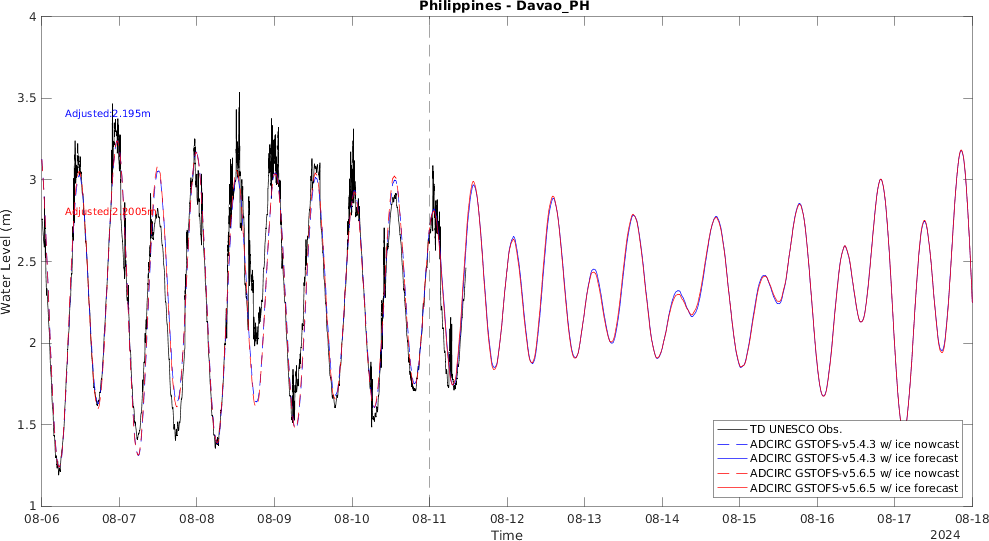 Philippines - Davao_PH
4
3.5
3
2.5
2
1.5
1
Water Level (m)
Adjusted:2.195m
Adjusted:2.2005m
TD UNESCO Obs.
ADCIRC GSTOFS-v5.4.3 w/ ice nowcast
ADCIRC GSTOFS-v5.4.3 w/ ice forecast
ADCIRC GSTOFS-v5.6.5 w/ ice nowcast
ADCIRC GSTOFS-v5.6.5 w/ ice forecast
08-06 08-07 08-08 08-09 08-10 08-11 08-12 08-13 08-14 08-15 08-16 08-17 08-18
Time
2024